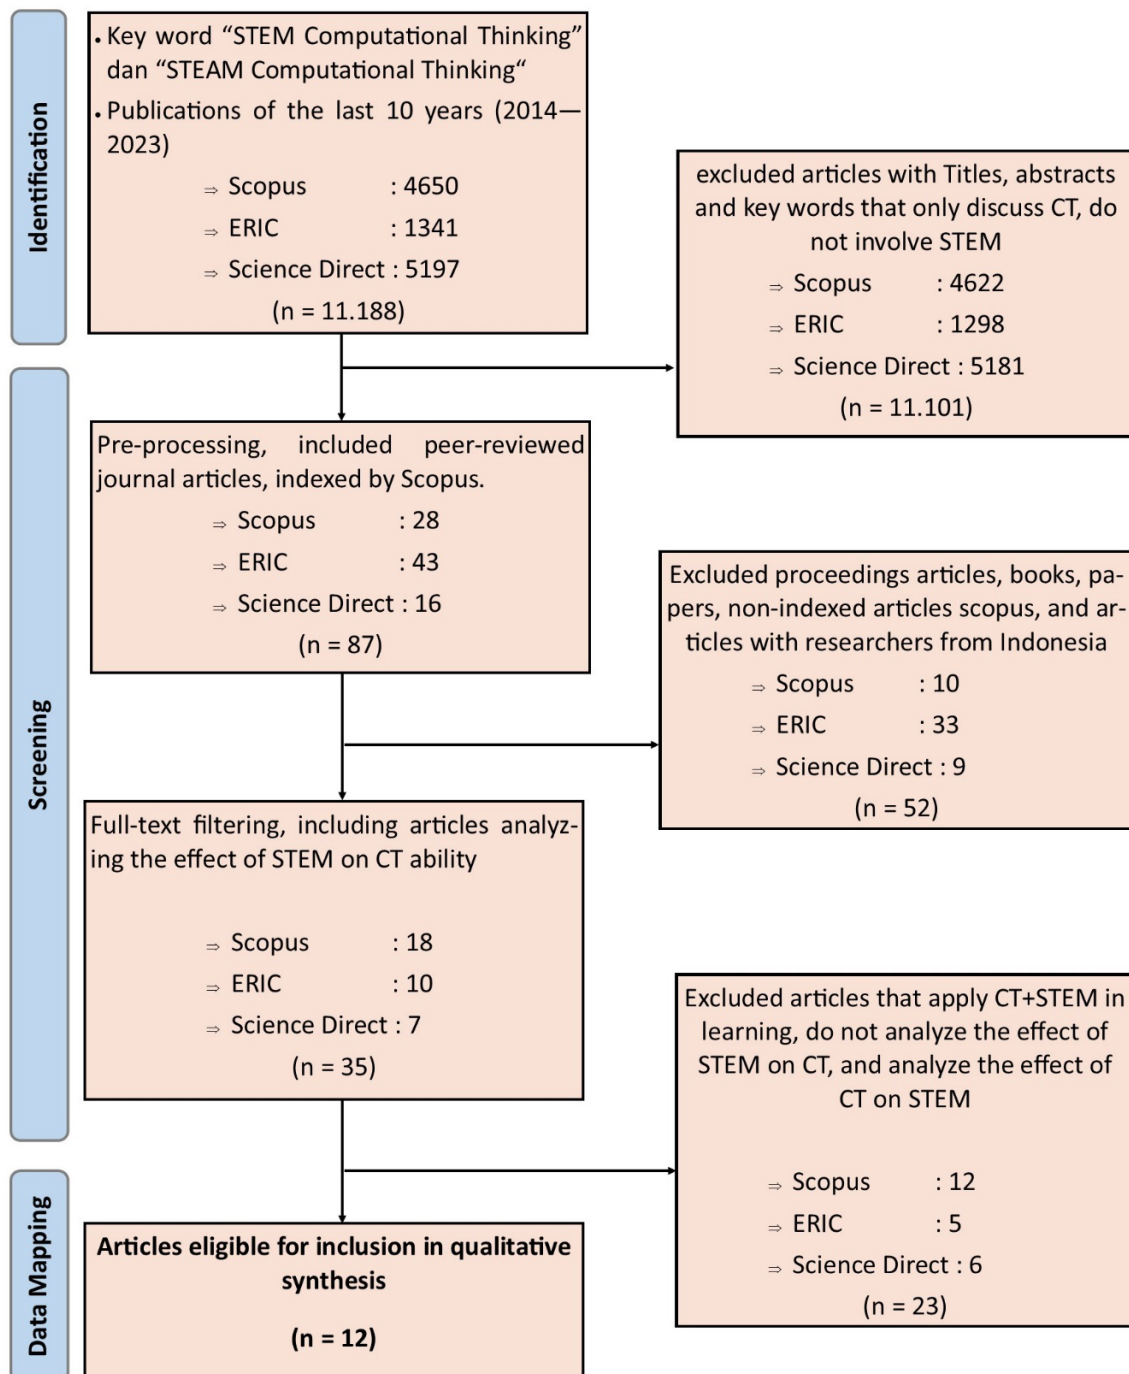 Identification
• Key word “STEM Computational Thinking”
dan “STEAM Computational Thinking“
• Publications of the last 10 years (2014—
2023)
⇒ Scopus : 4650
⇒ ERIC : 1341
⇒ Science Direct : 5197
(n = 11.188)
excluded articles with Titles, abstracts
and key words that only discuss CT, do
not involve STEM
⇒ Scopus : 4622
⇒ ERIC : 1298
⇒ Science Direct : 5181
(n = 11.101)
Screening
Pre-processing, included peer-reviewed
journal articles, indexed by Scopus.
⇒ Scopus : 28
⇒ ERIC : 43
⇒ Science Direct : 16
(n = 87)
Excluded proceedings articles, books, pa-
pers, non-indexed articles scopus, and ar-
ticles with researchers from Indonesia
⇒ Scopus : 10
⇒ ERIC : 33
⇒ Science Direct : 9
(n = 52)
Full-text filtering, including articles analyz-
ing the effect of STEM on CT ability
⇒ Scopus : 18
⇒ ERIC : 10
⇒ Science Direct : 7
(n = 35)
Excluded articles that apply CT+STEM in
learning, do not analyze the effect of
STEM on CT, and analyze the effect of
CT on STEM
⇒ Scopus : 12
⇒ ERIC : 5
⇒ Science Direct : 6
(n = 23)
Data Mapping
Articles eligible for inclusion in qualitative
synthesis
(n = 12)